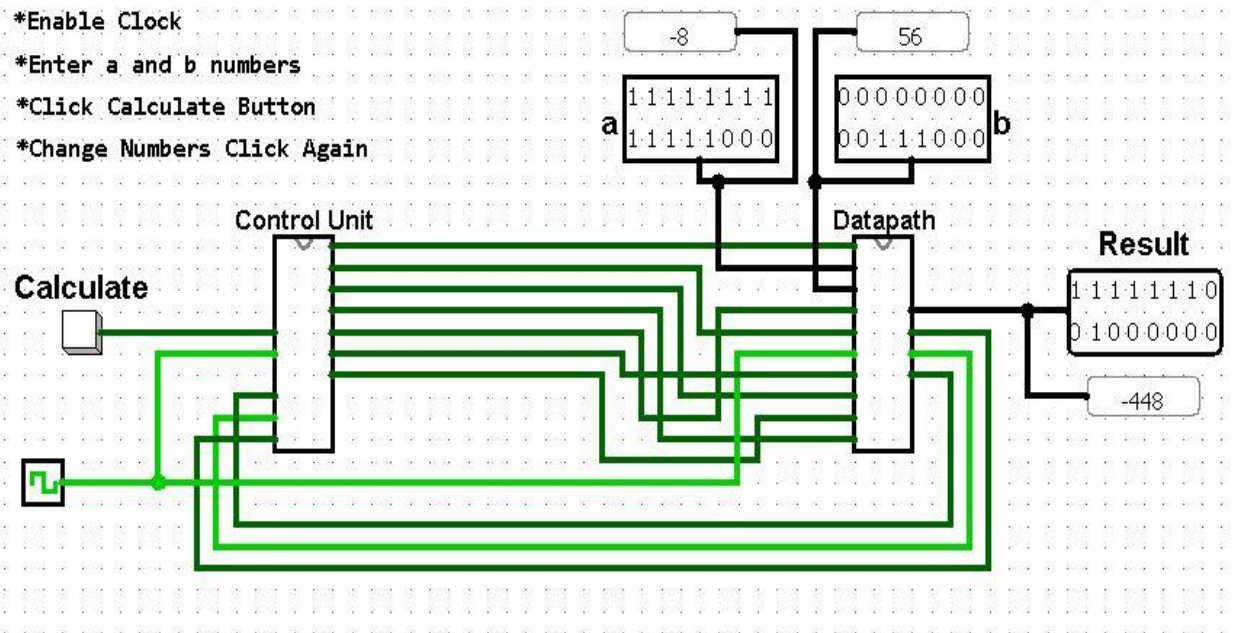 *Enable Clock
*Enter a and b numbers
*Click Calculate Button
*Change Numbers Click Again
-8
56
a
1 1 1 1 1 1 1 1
1 1 1 1 1 0 0 0
0 0 0 0 0 0 0 0
0 0 1 1 1 0 0 0
b
Control Unit
Datapath
Result
Calculate
1 1 1 1 1 1 1 0
0 1 0 0 0 0 0 0
-448